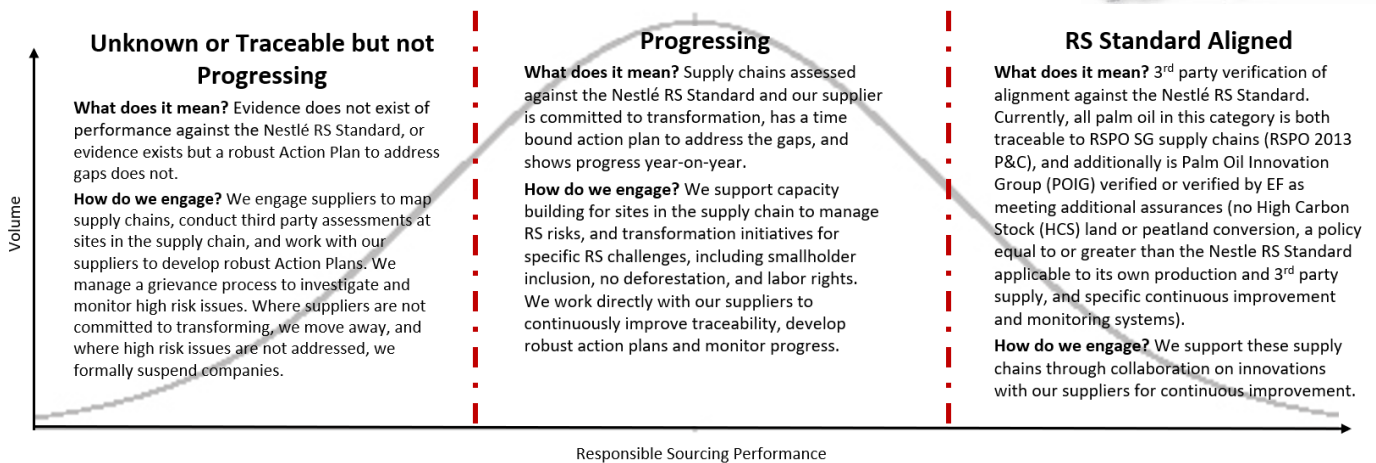 Volume
Unknown or Traceable but not
Progressing
What does it mean? Evidence does not exist of
performance against the Nestlé RS Standard, or
evidence exists but a robust Action Plan to address
gaps does not.
How do we engage? We engage suppliers to map
supply chains, conduct third party assessments at
sites in the supply chain, and work with our
suppliers to develop robust Action Plans. We
manage a grievance process to investigate and
monitor high risk issues. Where suppliers are not
committed to transforming, we move away, and
where high risk issues are not addressed, we
formally suspend companies.
Progressing
What does it mean? Supply chains assessed
against the Nestlé RS Standard and our supplier
is committed to transformation, has a time
bound action plan to address the gaps, and
shows progress year-on-year.
How do we engage? We support capacity
building for sites in the supply chain to manage
RS risks, and transformation initiatives for
specific RS challenges, including smallholder
inclusion, no deforestation, and labor rights.
We work directly with our suppliers to
continuously improve traceability, develop
robust action plans and monitor progress.
RS Standard Aligned
What does it mean? 3rd party verification of
alignment against the Nestlé RS Standard.
Currently, all palm oil in this category is both
traceable to RSPO SG supply chains (RSPO 2013
P&C), and additionally is Palm Oil Innovation
Group (POIG) verified or verified by EF as
meeting additional assurances (no High Carbon
Stock (HCS) land or peatland conversion, a policy
equal to or greater than the Nestle RS Standard
applicable to its own production and 3rd party
supply, and specific continuous improvement
and monitoring systems).
How do we engage? We support these supply
chains through collaboration on innovations
with our suppliers for continuous improvement.
Responsible Sourcing Performance